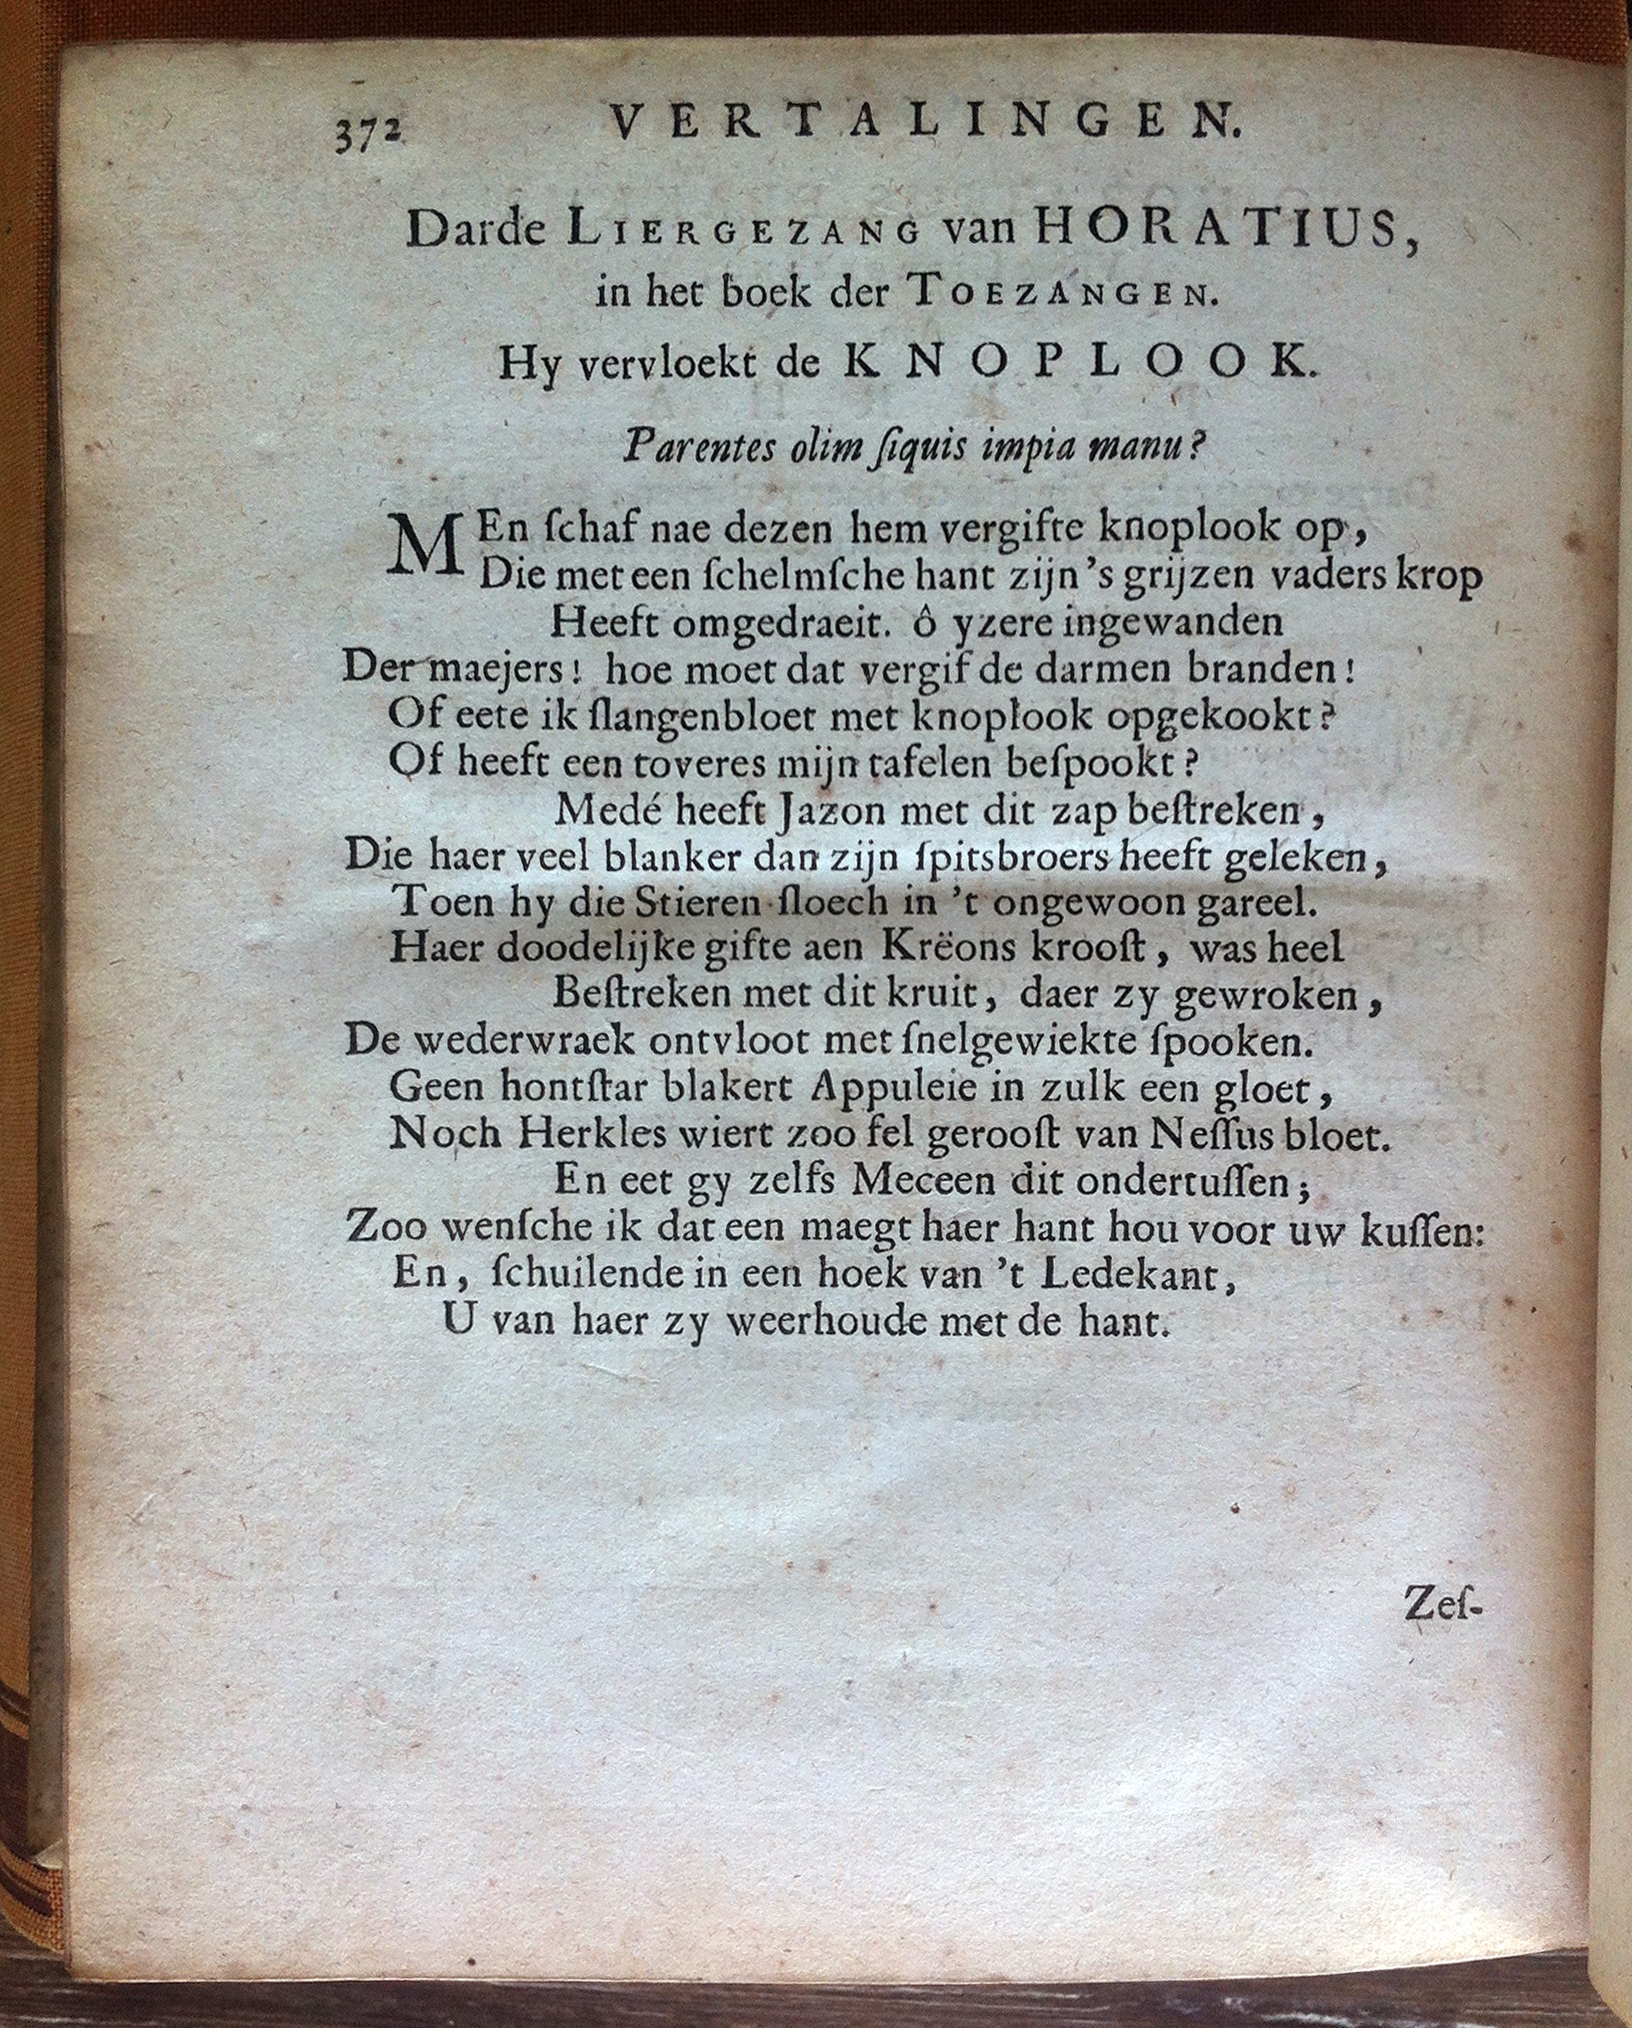 372 VERTALINGEN.
Darde LIERGEZANG van HORATIUS,
in het boek der TOEZANGEN.
Hy vervloekt de KNOPLOOK.
Parentes olim ſiquis impia manu?
MEn ſchaf nae dezen hem vergifte knoplook op,
Die met een ſchelmſche hant zijn 's grijzen vaders krop
Heeft omgedraeit. ô yzere ingewanden
Der maejers! hoe moet dat vergif de darmen branden!
Of eete ik ſlangenbloet met knoplook opgekookt?
Of heeft een toveres mijn tafelen beſpookt?
Medé heeft Jazon met dit zap beſtreken,
Die haer veel blanker dan zijn ſpitsbroers heeft geleken,
Toen hy die Stieren ſloech in 't ongewoon gareel.
Haer doodelijke gifte aen Krëons krooſt, was heel
Beſtreken met dit kruit, daer zy gewroken,
De wederwraek ontvloot met ſnelgewiekte ſpooken.
Geen hontſtar blakert Appuleie in zulk een gloet,
Noch Herkles wiert zoo fel gerooſt van Neſſus bloet.
En eet gy zelfs Meceen dit ondertuſſen;
Zoo wenſche ik dat een maegt haer hant hou voor uw kuſſen:
En, ſchuilende in een hoek van 't Ledekant,
U van haer zy weerhoude met de hant.
Zeſ-